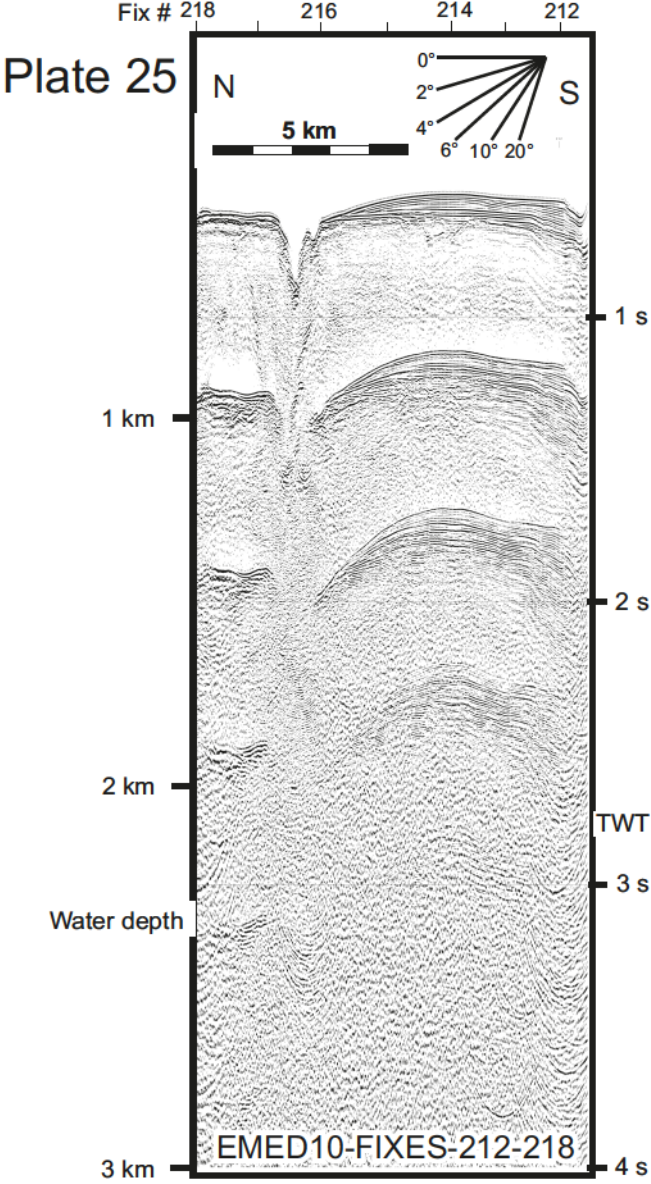 Fix # 218 216 214 212
Plate 25
N
S
0°
2°
4°
6° 10° 20°
5 km
1 s
1 km
2 s
2 km
TWT
3 s
Water depth
EMED10-FIXES-212-218
3 km
4 s